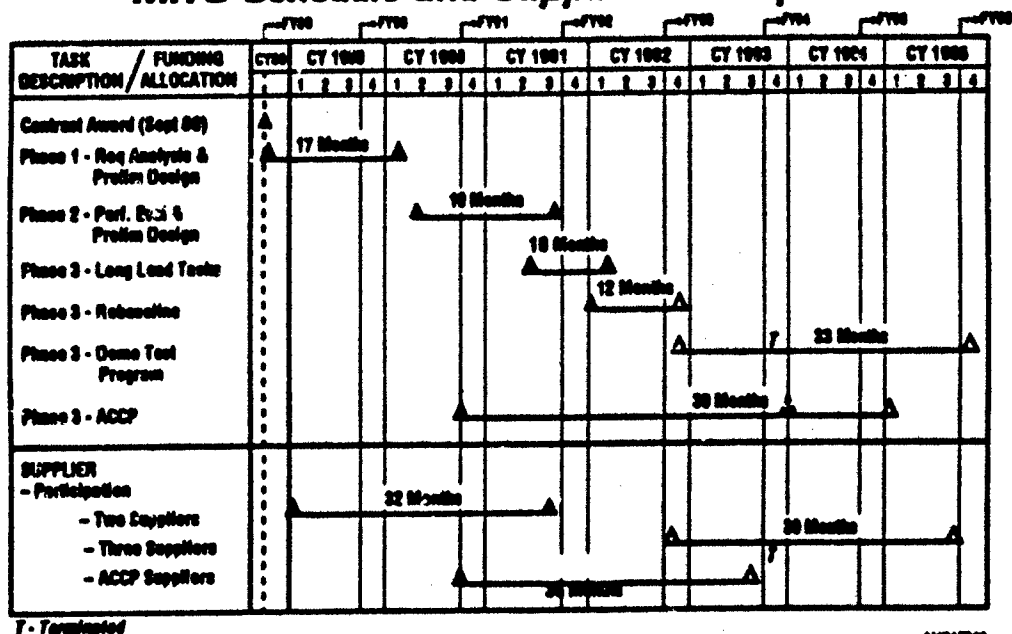 Schedule and
FY89 FY90 FY91 FY92 FY93 FY94 FY95 FY96
TASK / FUNDING
DESCRIPTION / ALLOCATION
CY88 CY 1989 CY 1990 CY 1991 CY 1992 CY 1993 CY 1994 CY 1995
1 2 3 4 1 2 3 4 1 2 3 4 1 2 3 4 1 2 3 4 1 2 3 4 1 2 3 4
Contract Award (Sept 88)
Phase 1 - Req Analysis &
Prelim Design
17 Months
Phase 2 - Perf. Eval &
Prelim Design
Months
Phase 3 - Long Lead Tasks
Months
Phase 3 - Rebaseline
12 Months
Phase 3 - Demo Test
Program
T
33 Months
Phase 3 - ACCP
Months
SUPPLIER
– Participation
– Two Suppliers
32 Months
– Three Suppliers
Months
T
– ACCP Suppliers
Months
T - Terminated